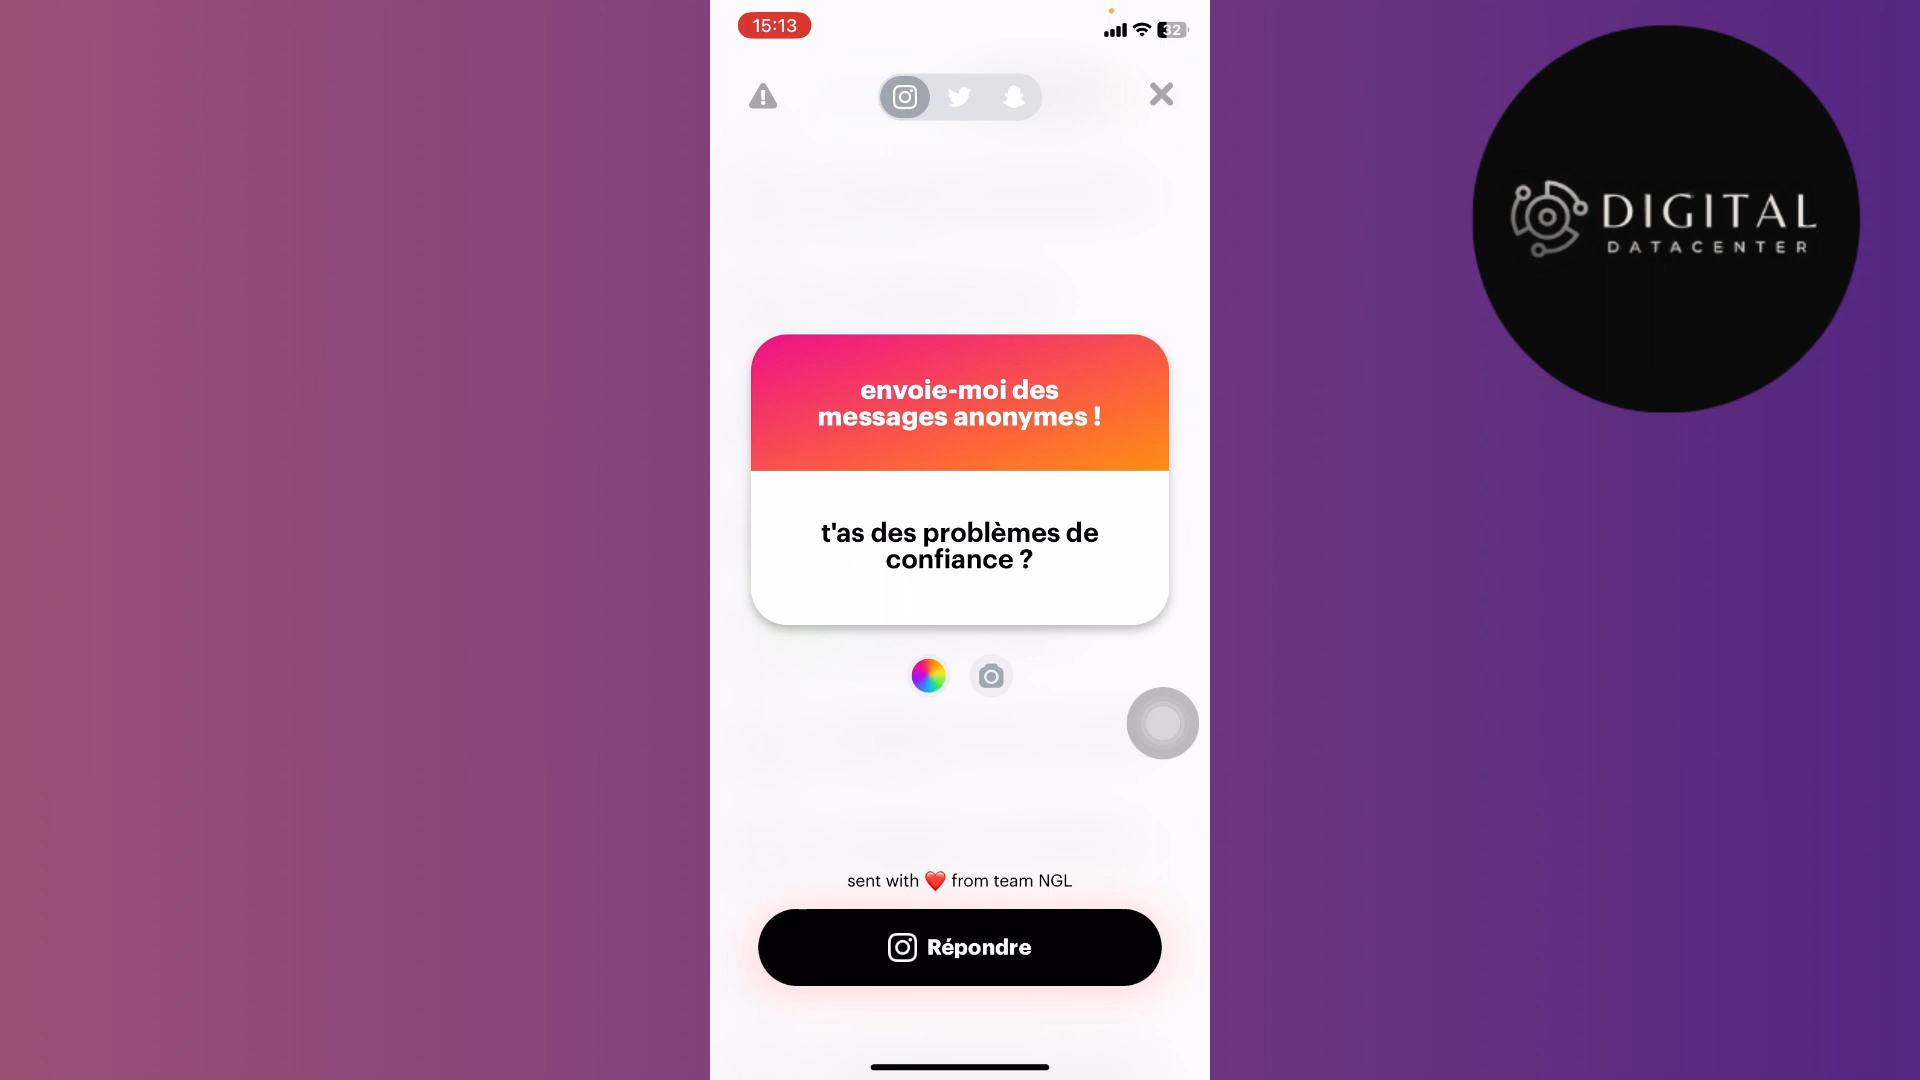 15:13
32
DIGITAL
DATACENTER
envoie-moi des
messages anonymes !
t'as des problèmes de
confiance ?
sent with ❤️ from team NGL
Répondre